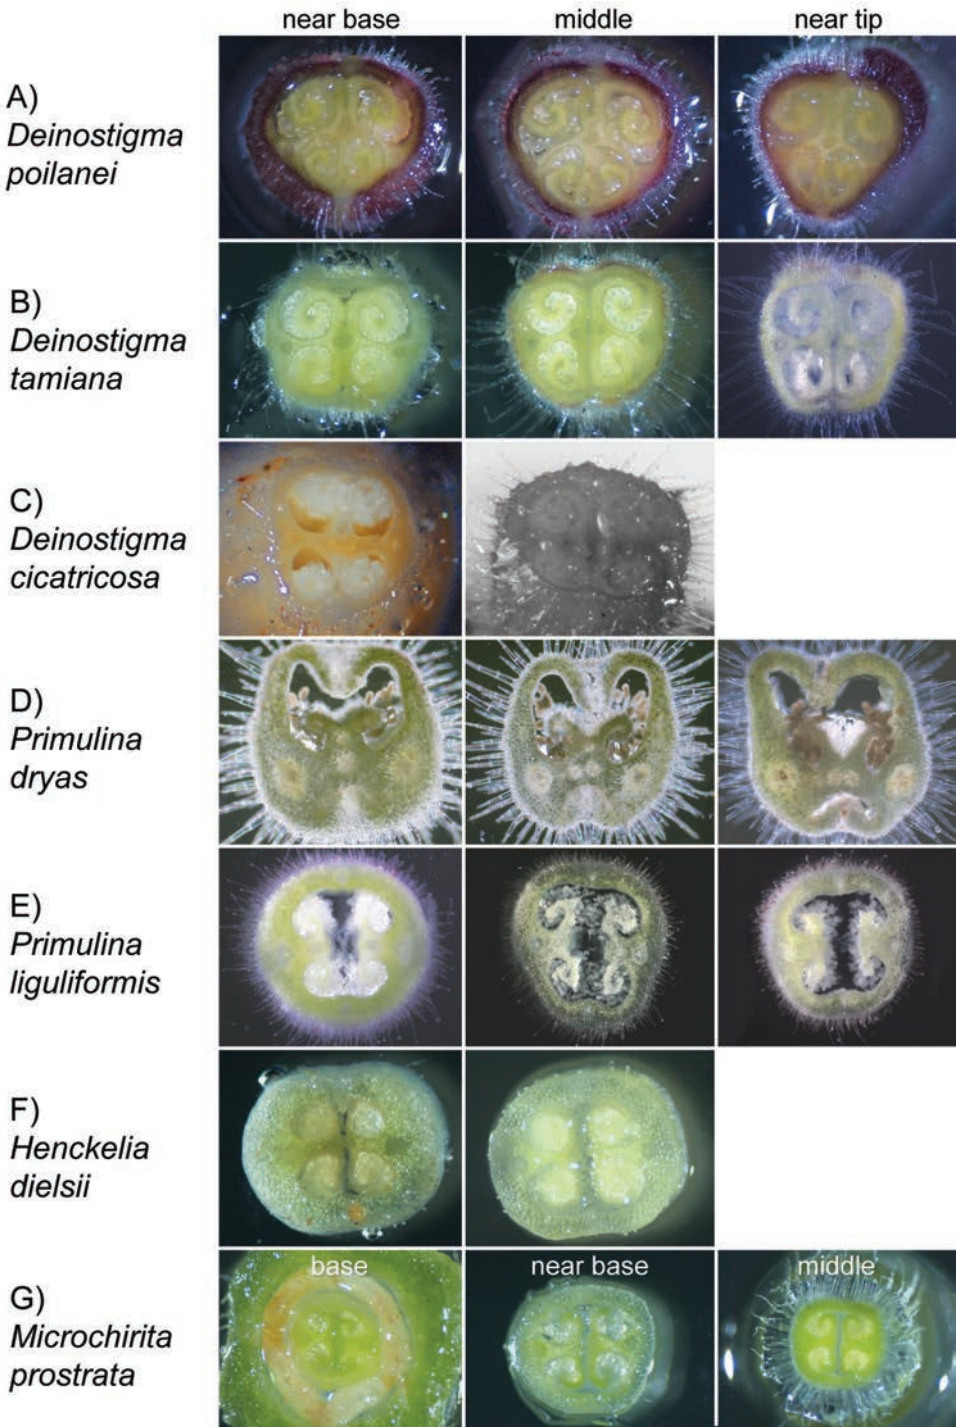 near base
middle
near tip
A)
Deinostigma
poilanei
B)
Deinostigma
tamiana
C)
Deinostigma
cicatricosa
D)
Primulina
dryas
E)
Primulina
liguliformis
F)
Henckelia
dielsii
G)
Microchirita
prostrata
base
near base
middle